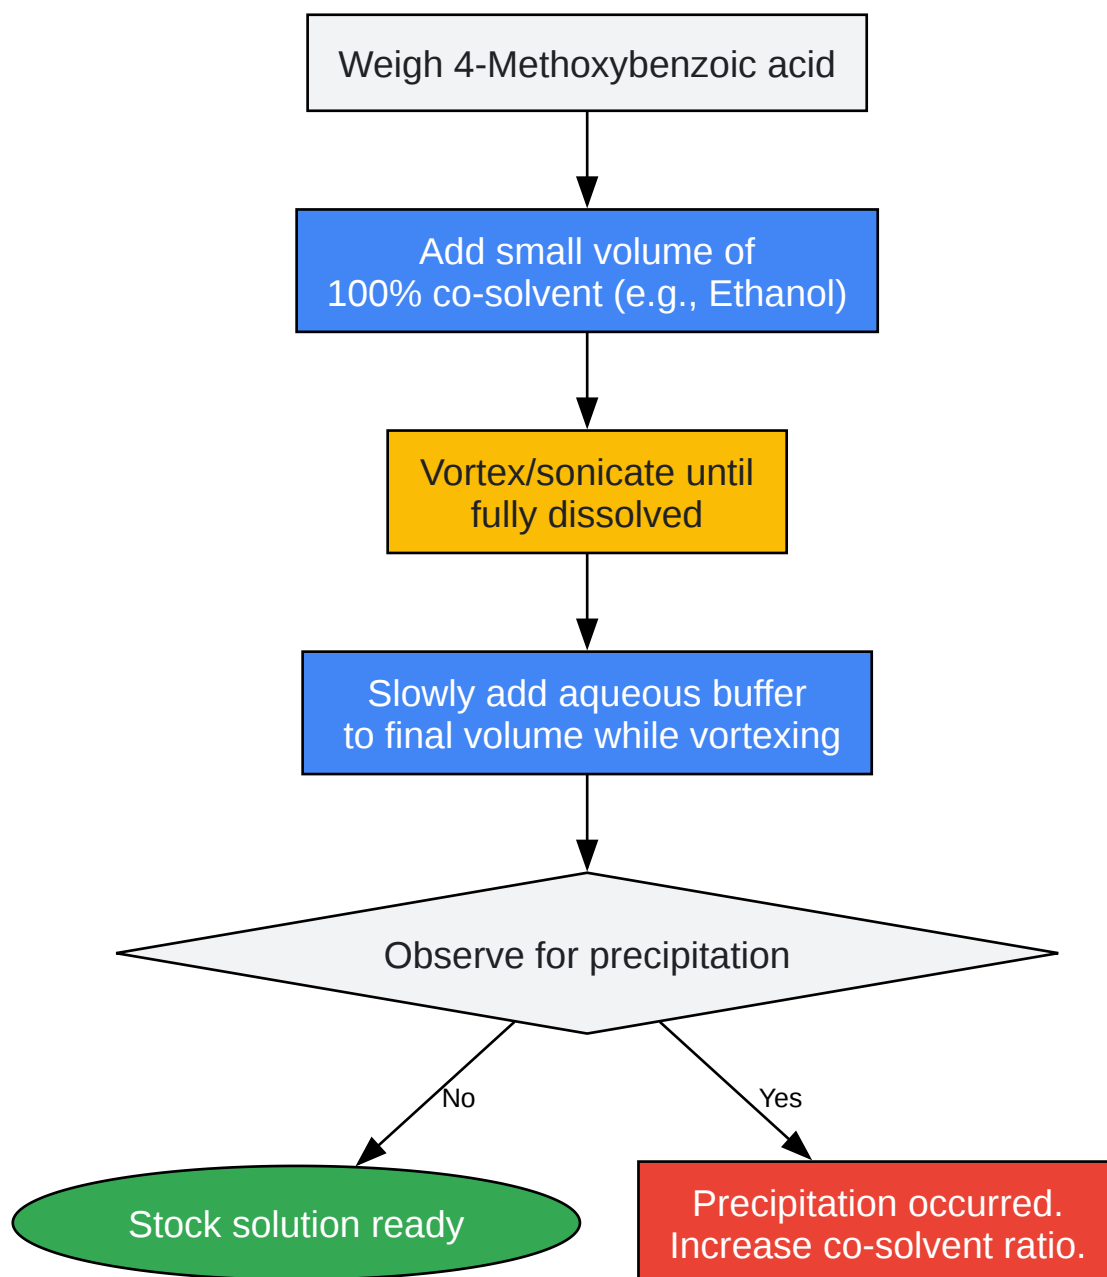 Weigh 4-Methoxybenzoic acid
Add small volume of
100% co-solvent (e.g., Ethanol)
Vortex/sonicate until
fully dissolved
Slowly add aqueous buffer
to final volume while vortexing
Observe for precipitation
No
Yes
Stock solution ready
Precipitation occurred.
Increase co-solvent ratio.